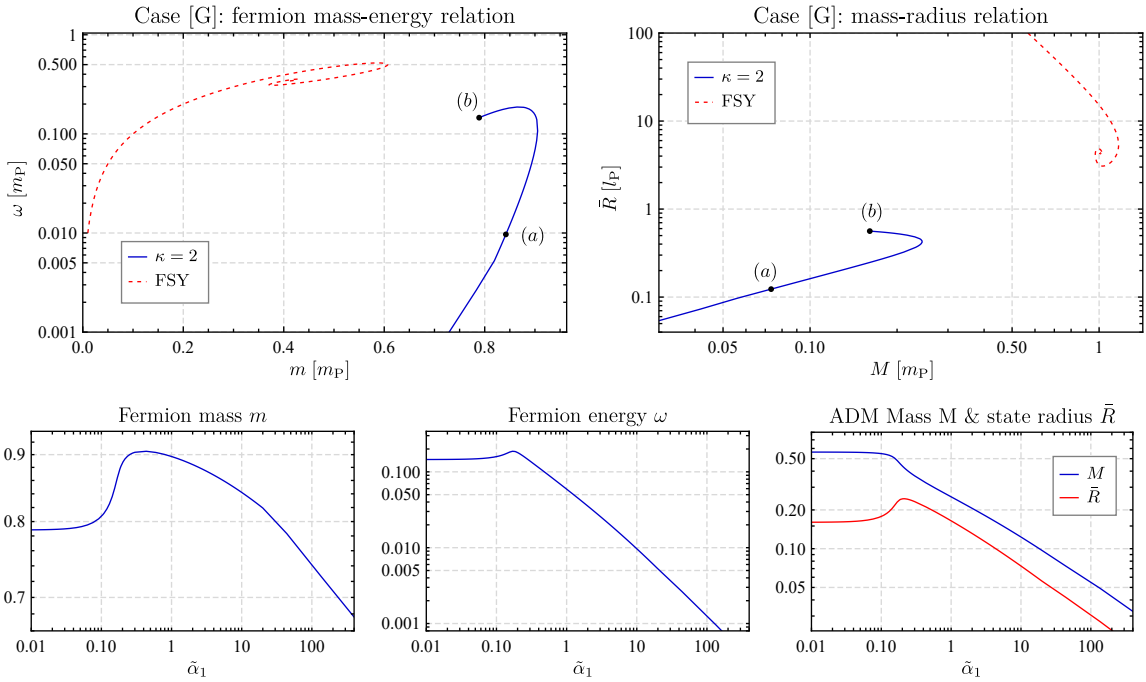 Case [G]: fermion mass-energy relation
1
0.500
0.100
0.050
0.010
0.005
0.001
ω [m_P]
(b)
(a)
κ = 2
FSY
0.0 0.2 0.4 0.6 0.8
m [m_P]
Case [G]: mass-radius relation
100
10
1
0.1
R̄ [l_P]
κ = 2
FSY
(b)
(a)
0.05 0.10 0.50 1
M [m_P]
Fermion mass m
0.9
0.8
0.7
0.01 0.10 1 10 100
α̃₁
Fermion energy ω
0.100
0.050
0.010
0.005
0.001
0.01 0.10 1 10 100
α̃₁
ADM Mass M & state radius R̄
0.50
0.20
0.10
0.05
M
R̄
0.01 0.10 1 10 100
α̃₁